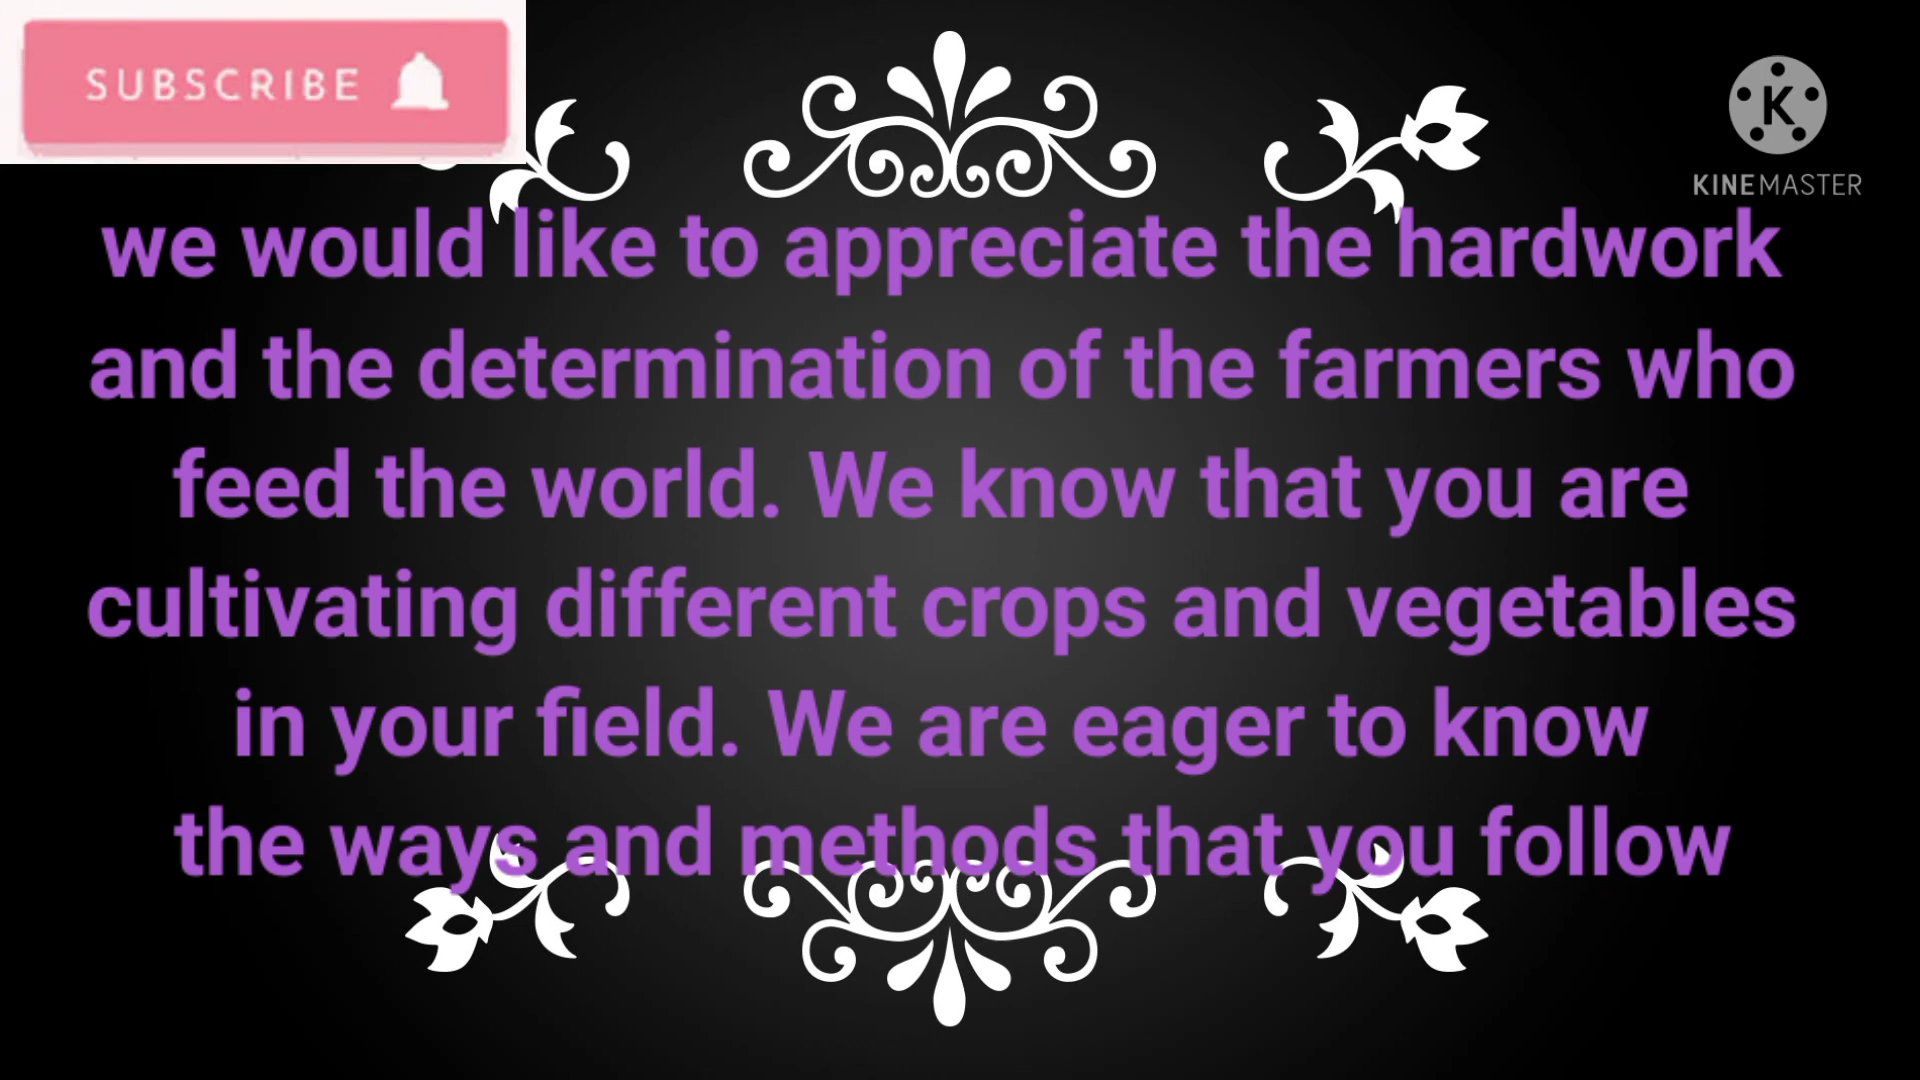 SUBSCRIBE
K
KINEMASTER
we would like to appreciate the hardwork
and the determination of the farmers who
feed the world. We know that you are
cultivating different crops and vegetables
in your field. We are eager to know
the ways and methods that you follow